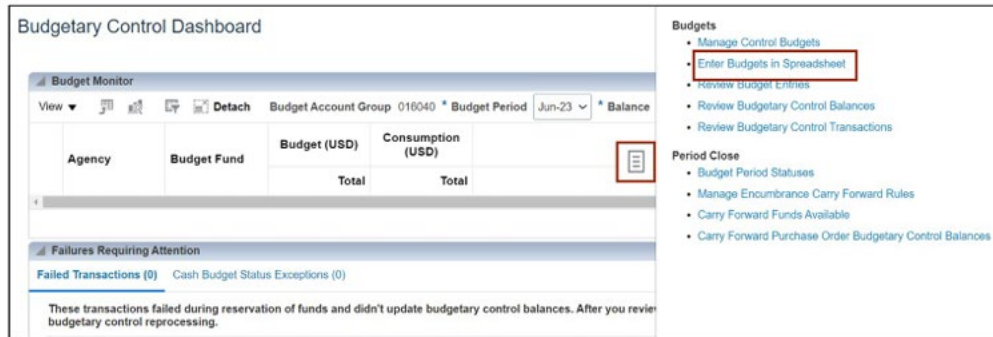 Budgetary Control Dashboard
Budget Monitor
View Detach Budget Account Group 016040 * Budget Period Jun-23 * Balance
Agency Budget Fund Budget (USD) Consumption (USD)
Total Total
Failures Requiring Attention
Failed Transactions (0) Cash Budget Status Exceptions (0)
These transactions failed during reservation of funds and didn't update budgetary control balances. After you review
budgetary control reprocessing.
Budgets
• Manage Control Budgets
• Enter Budgets in Spreadsheet
• Review Budget Entries
• Review Budgetary Control Balances
• Review Budgetary Control Transactions
Period Close
• Budget Period Statuses
• Manage Encumbrance Carry Forward Rules
• Carry Forward Funds Available
• Carry Forward Purchase Order Budgetary Control Balances